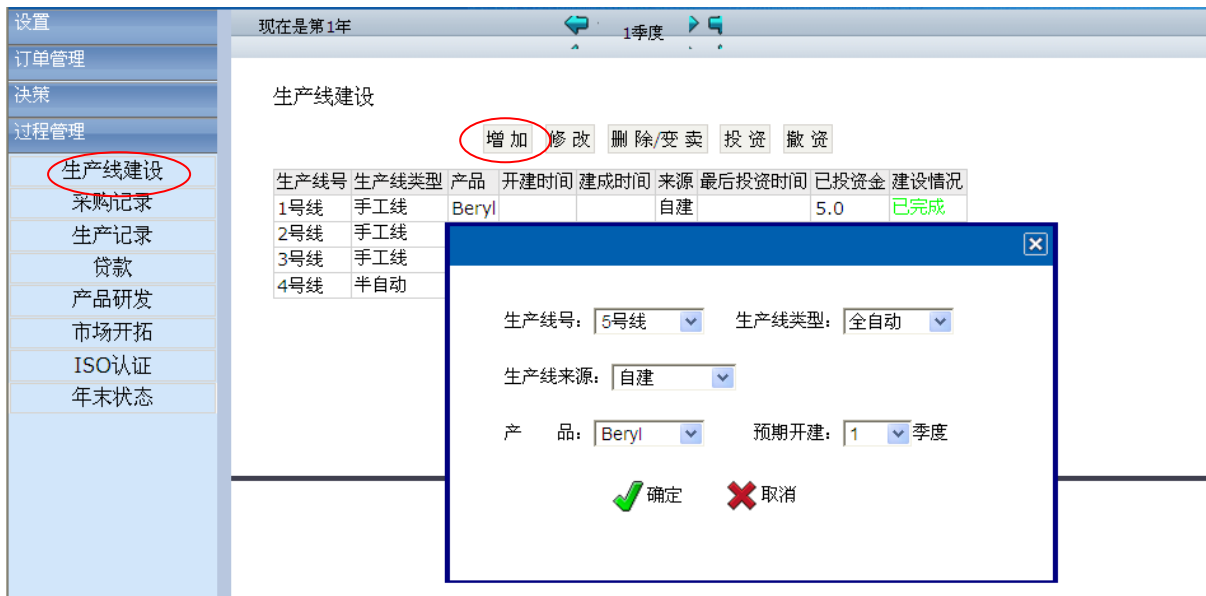 设置
订单管理
决策
过程管理
生产线建设
采购记录
生产记录
贷款
产品研发
市场开拓
ISO认证
年末状态
现在是第1年 1季度
生产线建设
增加 修改 删除/变卖 投资 撤资
生产线号 生产线类型 产品 开建时间 建成时间 来源 最后投资时间 已投资金 建设情况
1号线 手工线 Beryl 自建 5.0 已完成
2号线 手工线
3号线 手工线
4号线 半自动
生产线号： 5号线 生产线类型： 全自动
生产线来源： 自建
产 品： Beryl 预期开建： 1 季度
确定 取消